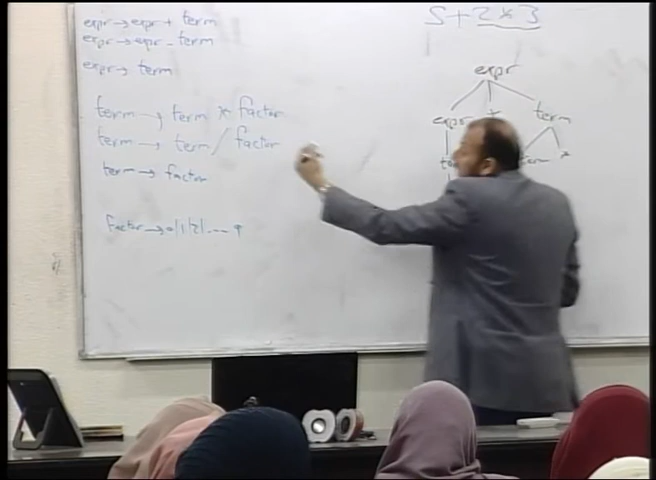 expr → expr + term
expr → expr - term
expr → term
term → term * factor
term → term / factor
term → factor
factor → 0|1|2|.... 9
5+2*3
expr
expr + term
term *